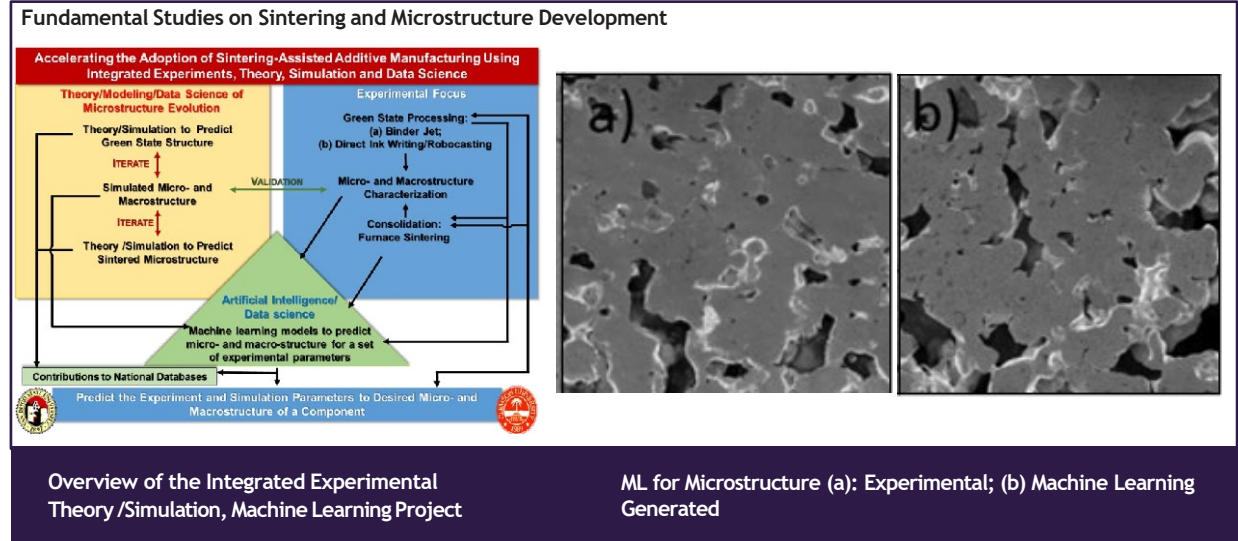 Fundamental Studies on Sintering and Microstructure Development
Accelerating the Adoption of Sintering-Assisted Additive Manufacturing Using
Integrated Experiments, Theory, Simulation and Data Science
Theory/Modeling/Data Science of
Microstructure Evolution
Theory/Simulation to Predict
Green State Structure
ITERATE
Simulated Micro- and
Macrostructure
ITERATE
Theory /Simulation to Predict
Sintered Microstructure
VALIDATION
Experimental Focus
Green State Processing:
(a) Binder Jet;
(b) Direct Ink Writing/Robocasting
Micro- and Macrostructure
Characterization
Consolidation:
Furnace Sintering
Artificial Intelligence/
Data science
Machine learning models to predict
micro- and macro-structure for a set
of experimental parameters
Contributions to National Databases
Predict the Experiment and Simulation Parameters to Desired Micro- and
Macrostructure of a Component
a)
b)
Overview of the Integrated Experimental
Theory /Simulation, Machine Learning Project
ML for Microstructure (a): Experimental; (b) Machine Learning
Generated